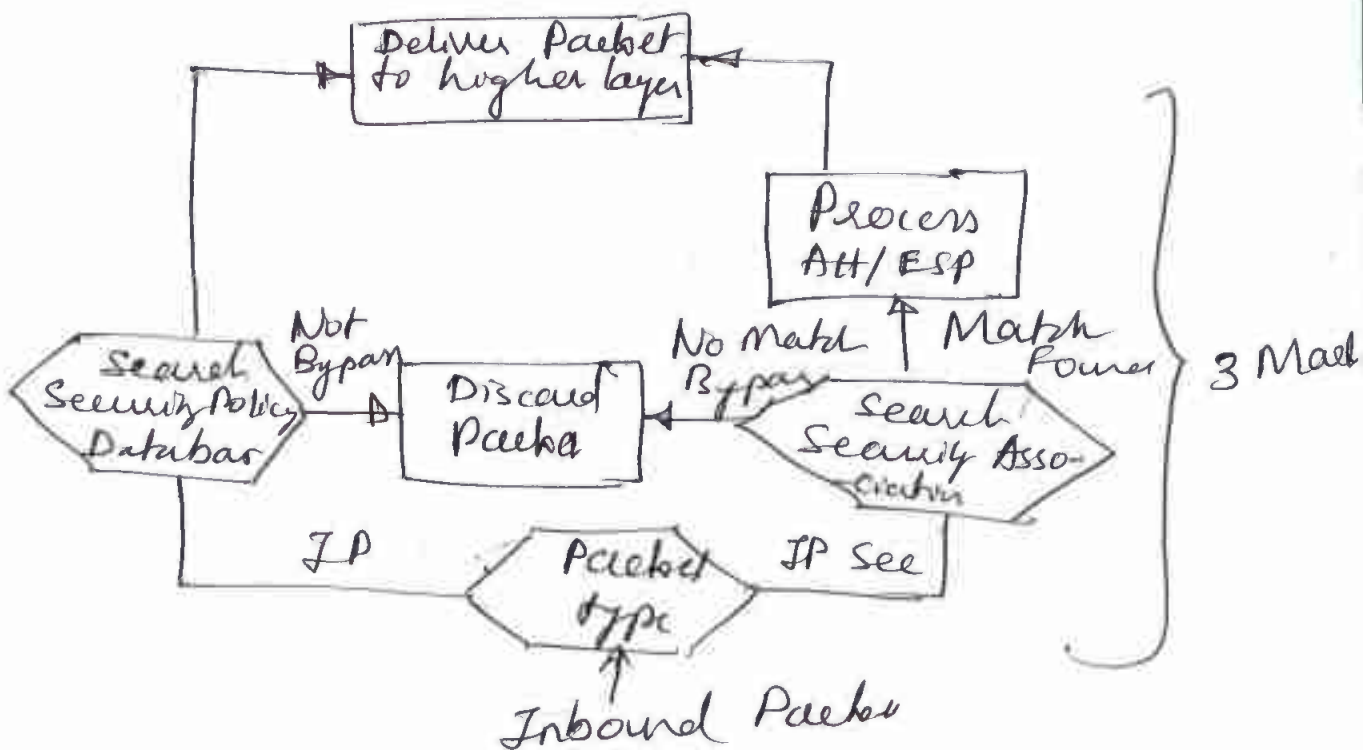 Deliver Packet
to higher layer
Process
AH/ESP
Not
Bypass
No Match
Bypass
Match
Found
3 Mark
Search
Security Policy
Database
Discard
Packet
Search
Security Asso-
ciation
IP
Packet
type
IP Sec
Inbound Packet